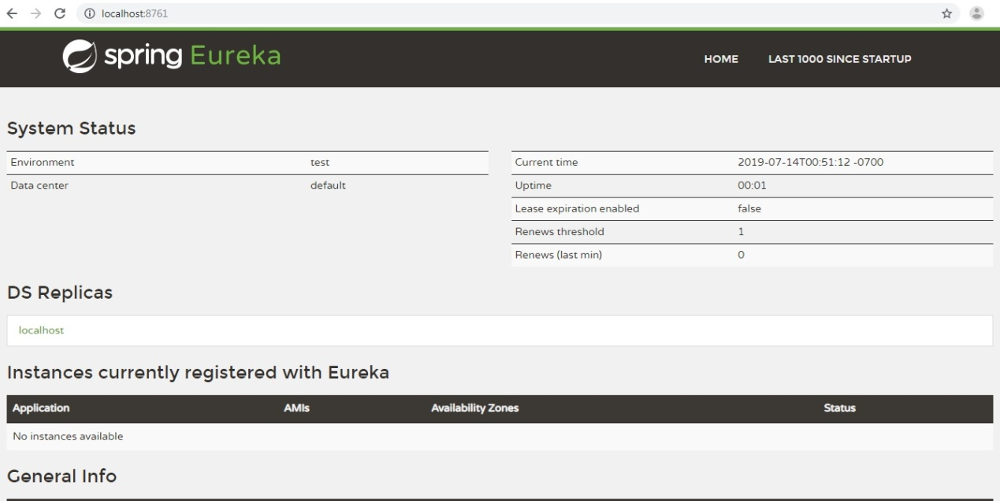 localhost:8761
spring Eureka
HOME LAST 1000 SINCE STARTUP
System Status
Environment test
Data center default
Current time 2019-07-14T00:51:12 -0700
Uptime 00:01
Lease expiration enabled false
Renews threshold 1
Renews (last min) 0
DS Replicas
localhost
Instances currently registered with Eureka
Application AMIs Availability Zones Status
No instances available
General Info